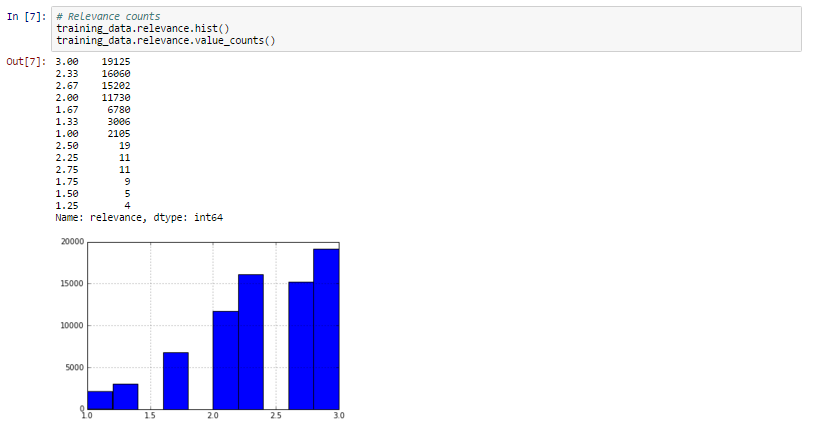 In [7]: # Relevance counts
training_data.relevance.hist()
training_data.relevance.value_counts()
Out[7]: 3.00 19125
2.33 16060
2.67 15202
2.00 11730
1.67 6780
1.33 3006
1.00 2105
2.50 19
2.25 11
2.75 11
1.75 9
1.50 5
1.25 4
Name: relevance, dtype: int64
20000
15000
10000
5000
0
1.0 1.5 2.0 2.5 3.0